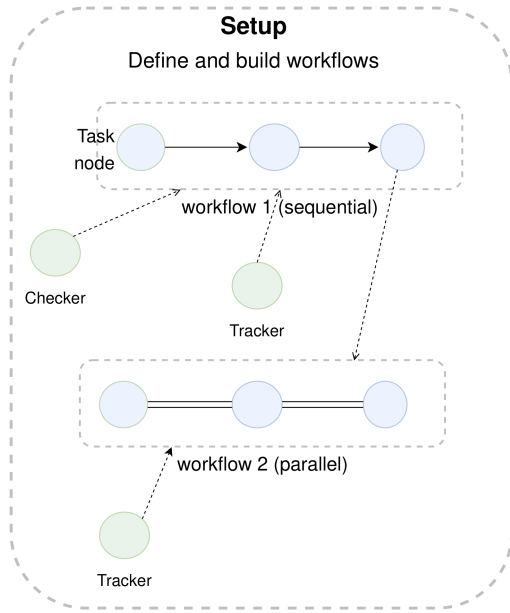 Setup
Define and build workflows
Task
node
workflow 1 (sequential)
Checker
Tracker
workflow 2 (parallel)
Tracker